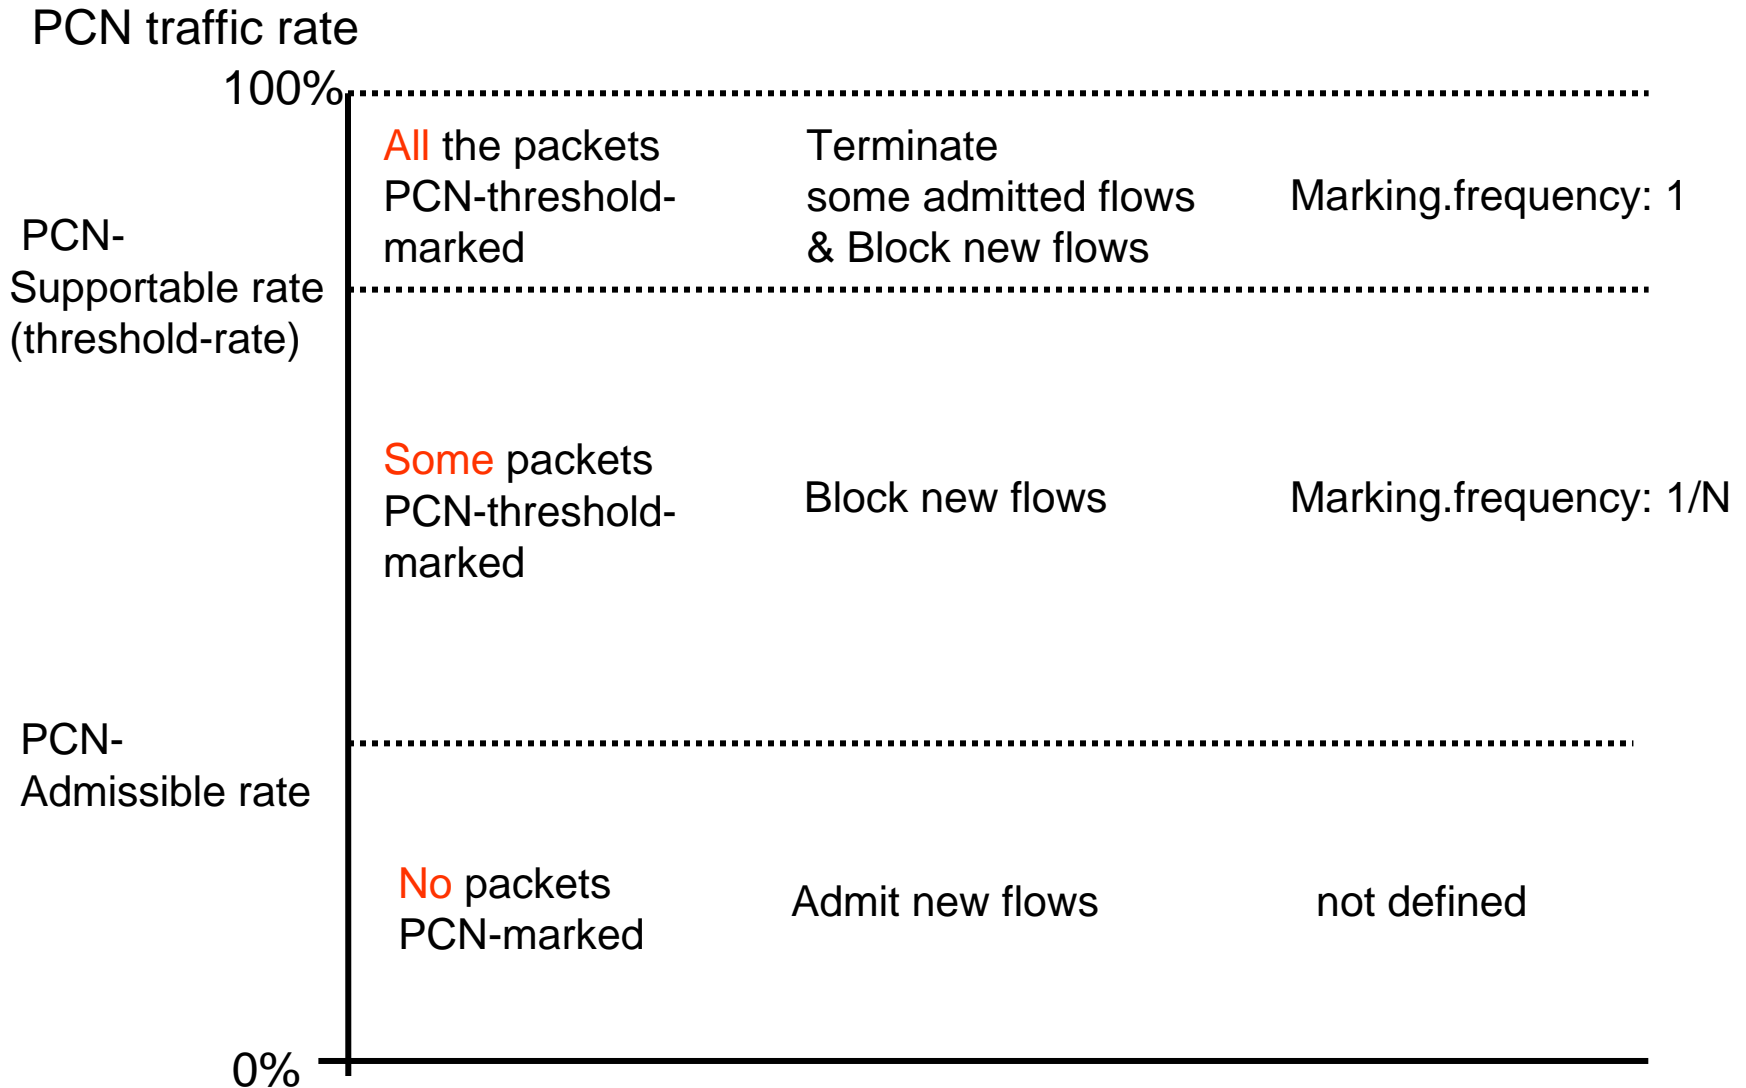 PCN traffic rate
100%
All the packets
PCN-threshold-
marked
Terminate
some admitted flows
& Block new flows
Marking.frequency: 1
PCN-
Supportable rate
(threshold-rate)
Some packets
PCN-threshold-
marked
Block new flows
Marking.frequency: 1/N
PCN-
Admissible rate
No packets
PCN-marked
Admit new flows
not defined
0%